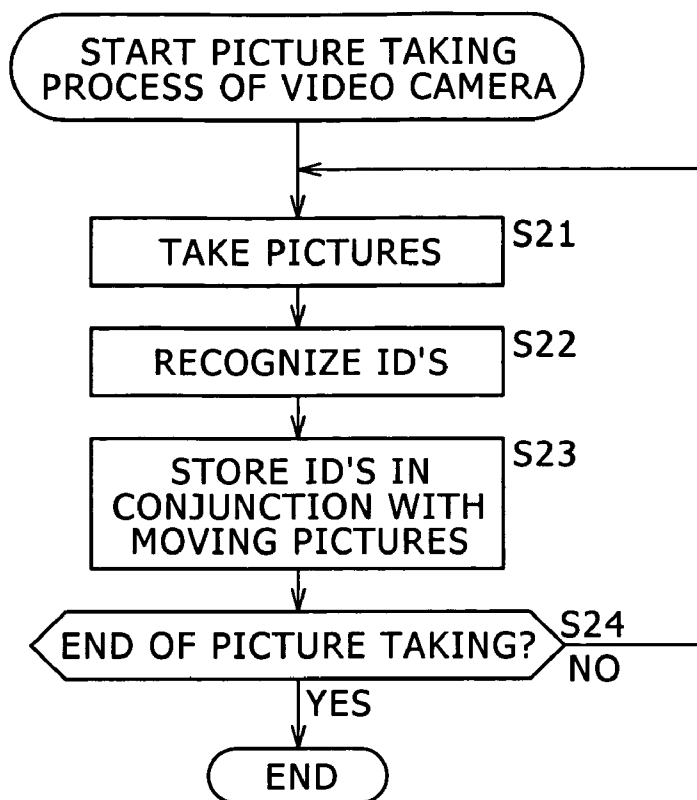 START PICTURE TAKING
PROCESS OF VIDEO CAMERA
TAKE PICTURES
S21
RECOGNIZE ID'S
S22
STORE ID'S IN
CONJUNCTION WITH
MOVING PICTURES
S23
END OF PICTURE TAKING?
S24
NO
YES
END